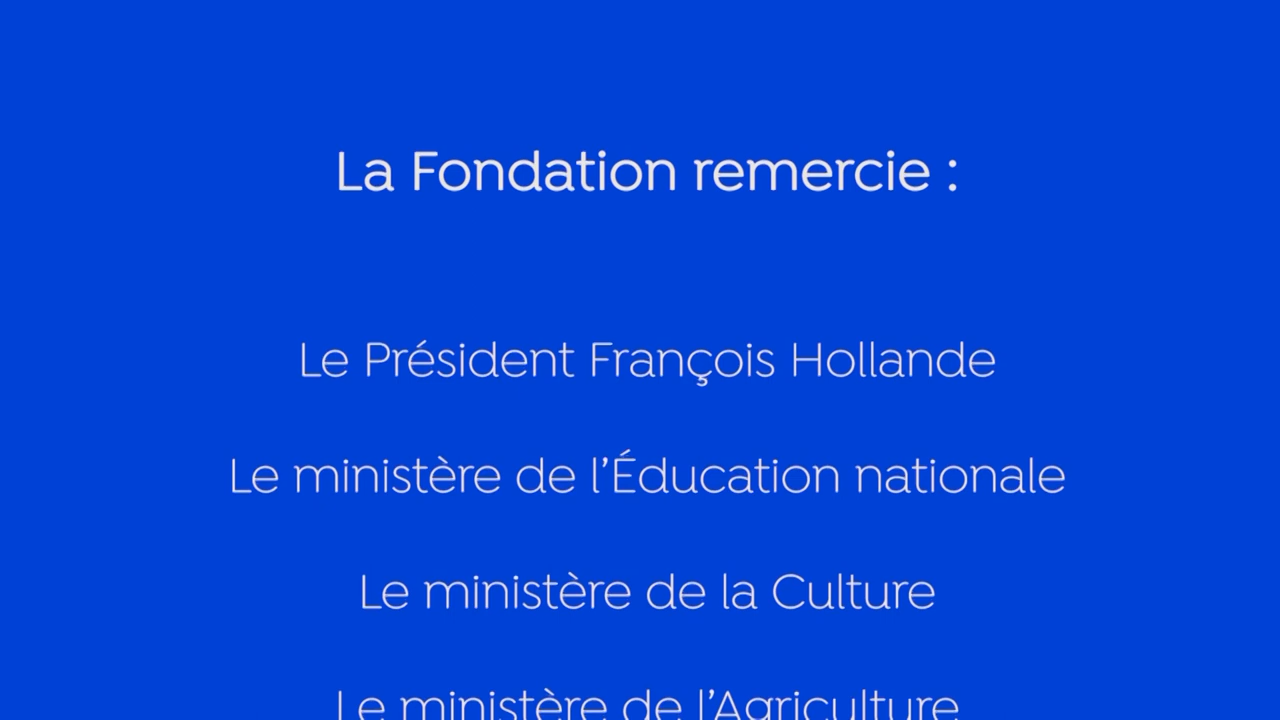 La Fondation remercie :
Le Président François Hollande
Le ministère de l’Éducation nationale
Le ministère de la Culture
Le ministère de l’Agriculture